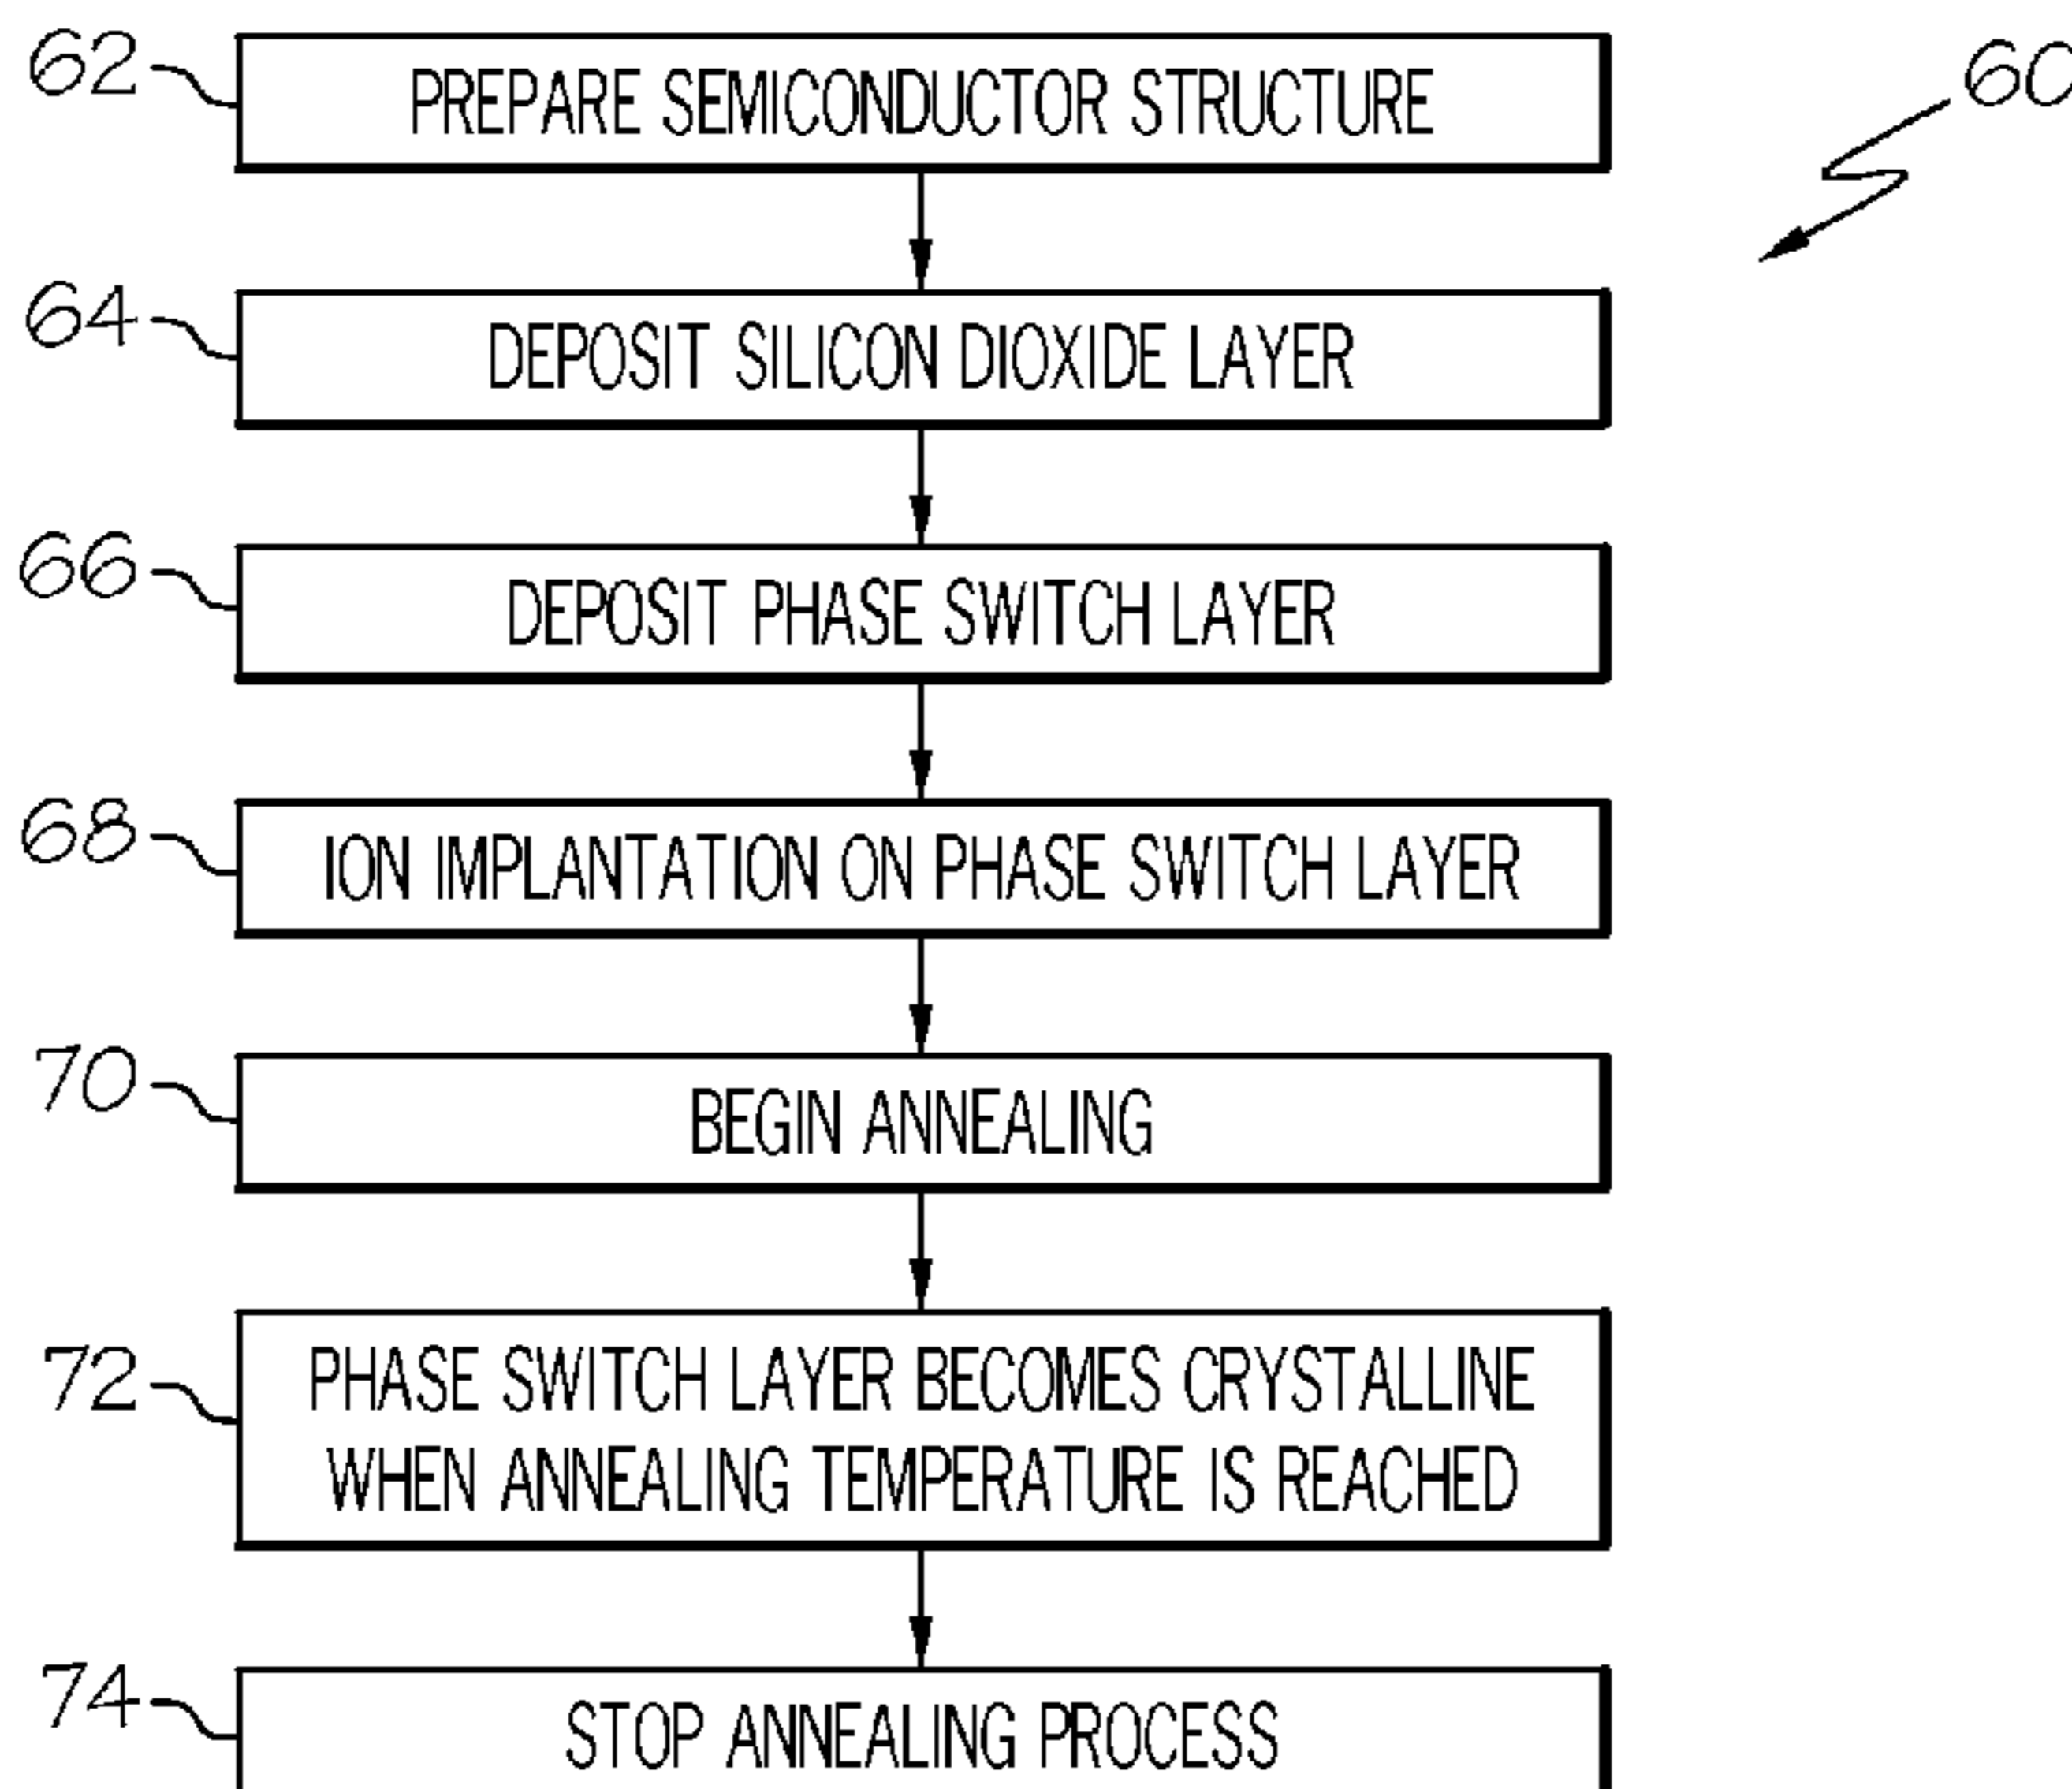 62
PREPARE SEMICONDUCTOR STRUCTURE
60
64
DEPOSIT SILICON DIOXIDE LAYER
66
DEPOSIT PHASE SWITCH LAYER
68
ION IMPLANTATION ON PHASE SWITCH LAYER
70
BEGIN ANNEALING
72
PHASE SWITCH LAYER BECOMES CRYSTALLINE
WHEN ANNEALING TEMPERATURE IS REACHED
74
STOP ANNEALING PROCESS